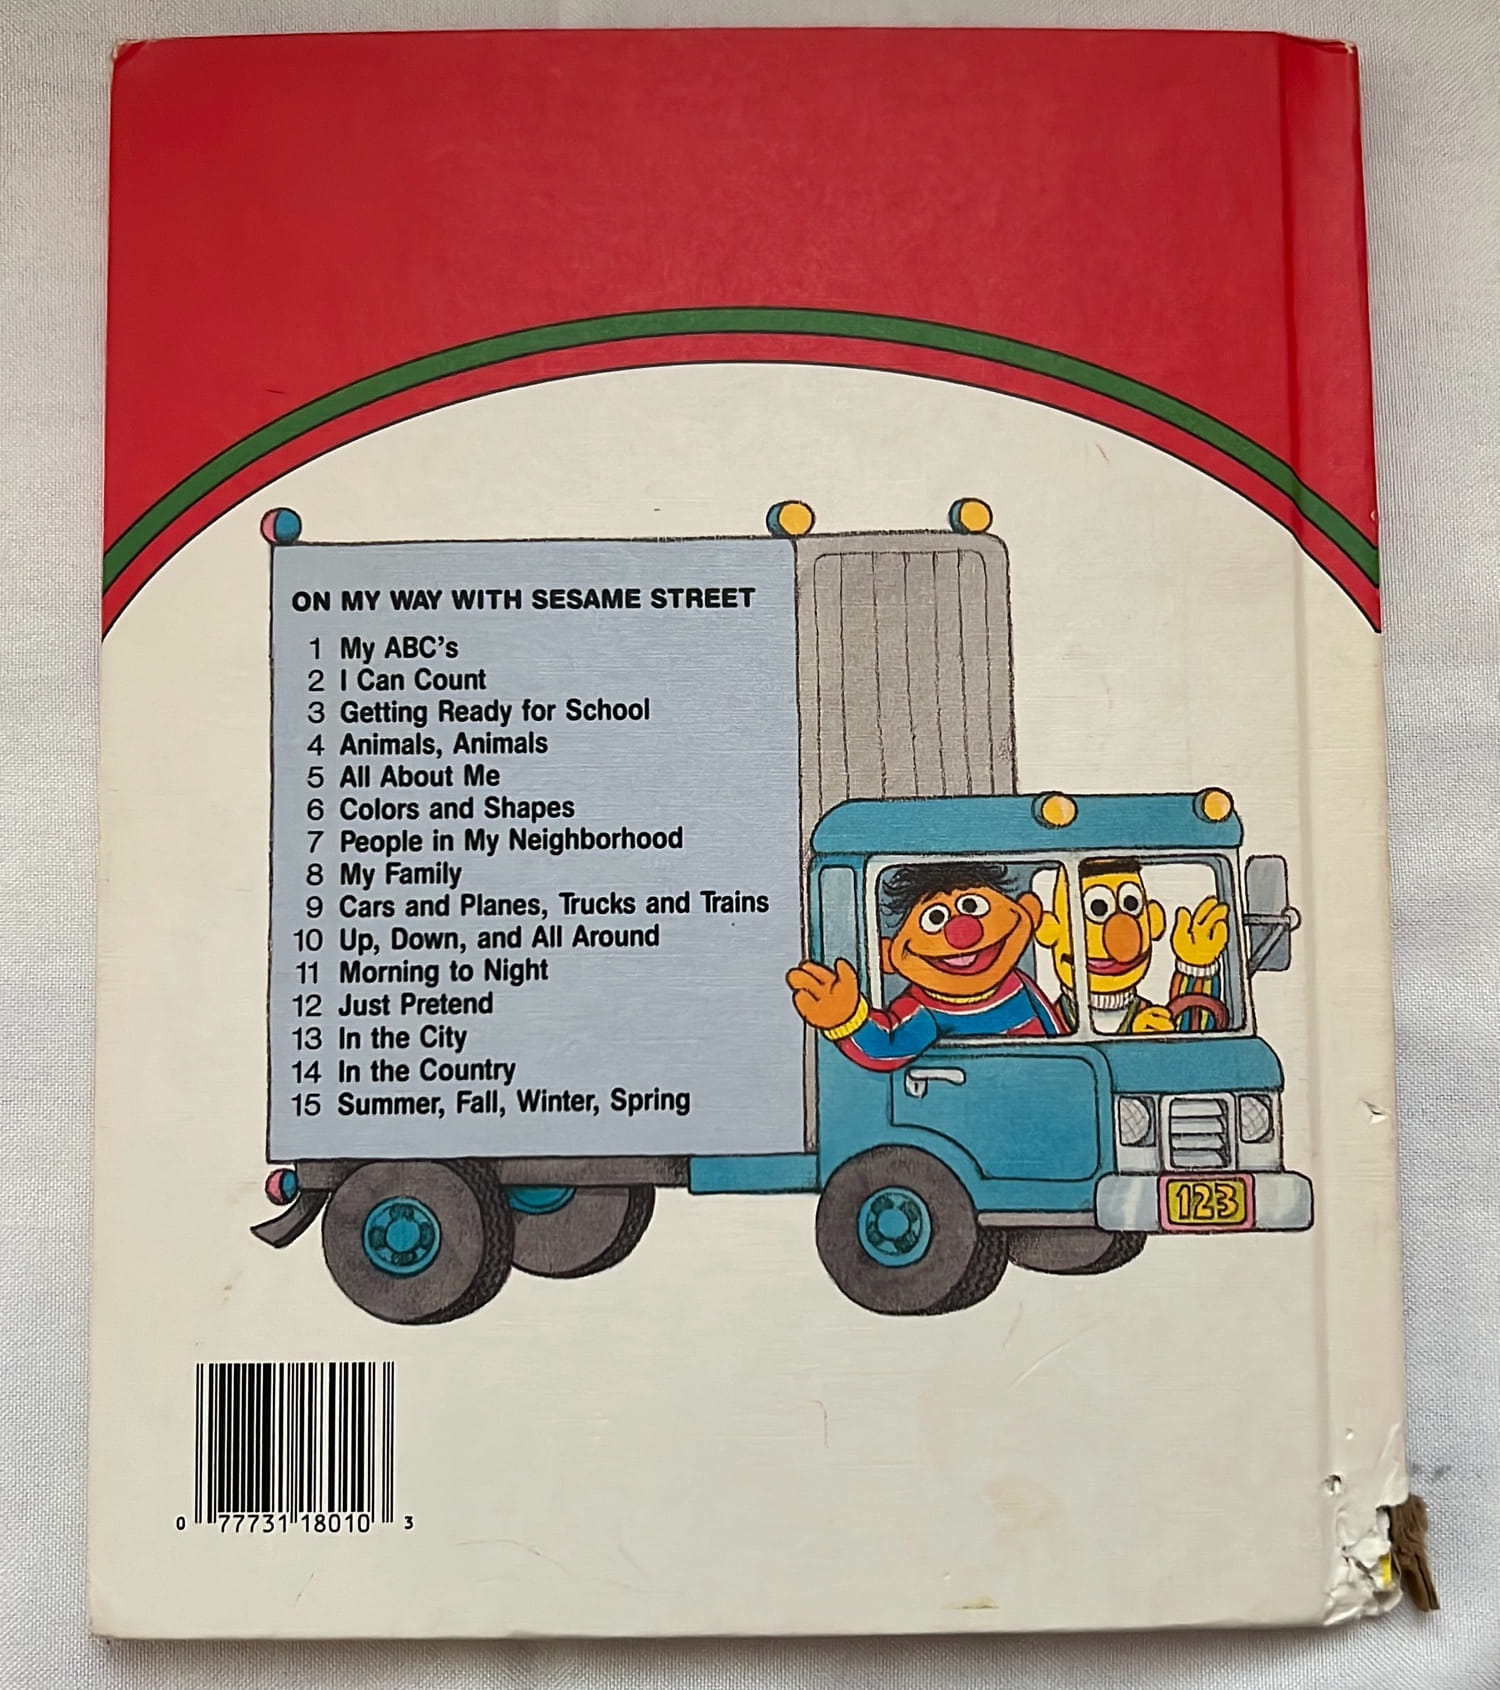 ON MY WAY WITH SESAME STREET
1 My ABC's
2 I Can Count
3 Getting Ready for School
4 Animals, Animals
5 All About Me
6 Colors and Shapes
7 People in My Neighborhood
8 My Family
9 Cars and Planes, Trucks and Trains
10 Up, Down, and All Around
11 Morning to Night
12 Just Pretend
13 In the City
14 In the Country
15 Summer, Fall, Winter, Spring
123
0 77731 18010 3